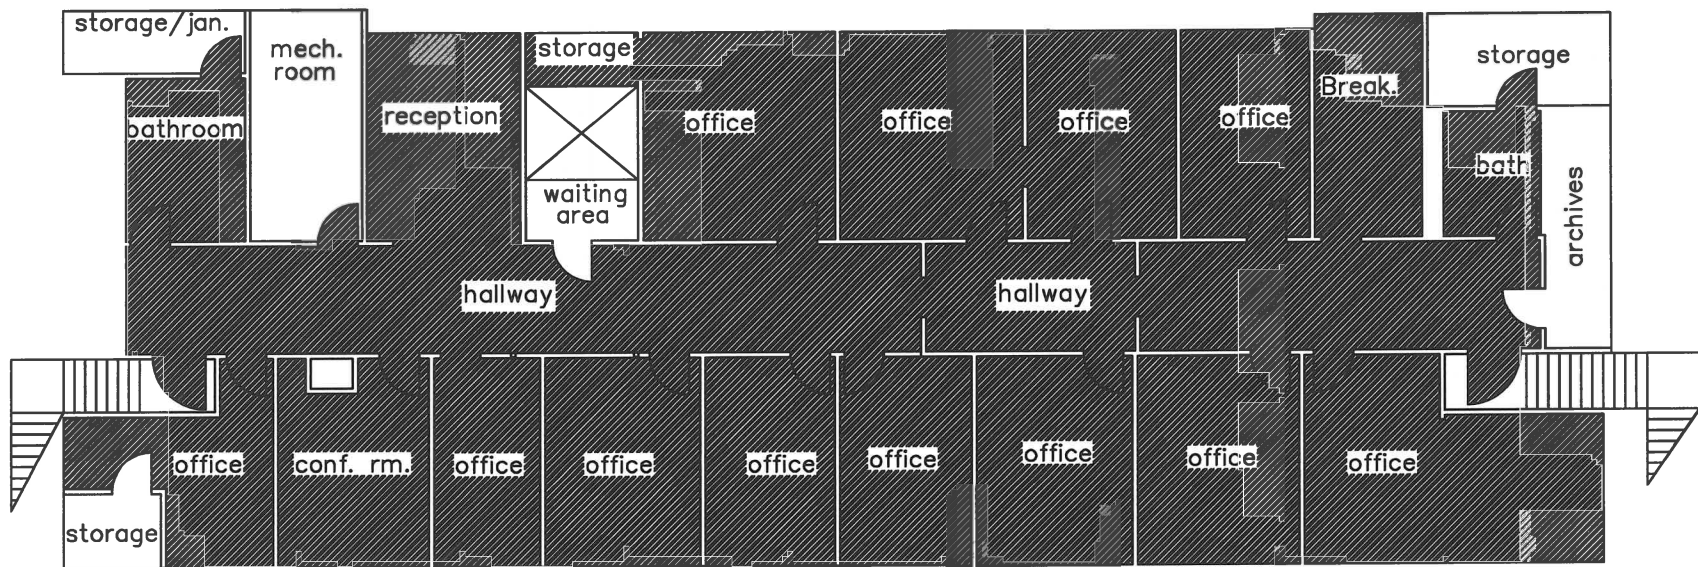 storage/jan.
mech.
room
storage
Break.
storage
bathroom
reception
office
office
office
office
bath
waiting
area
archives
hallway
hallway
office
conf. rm.
office
office
office
office
office
office
office
storage